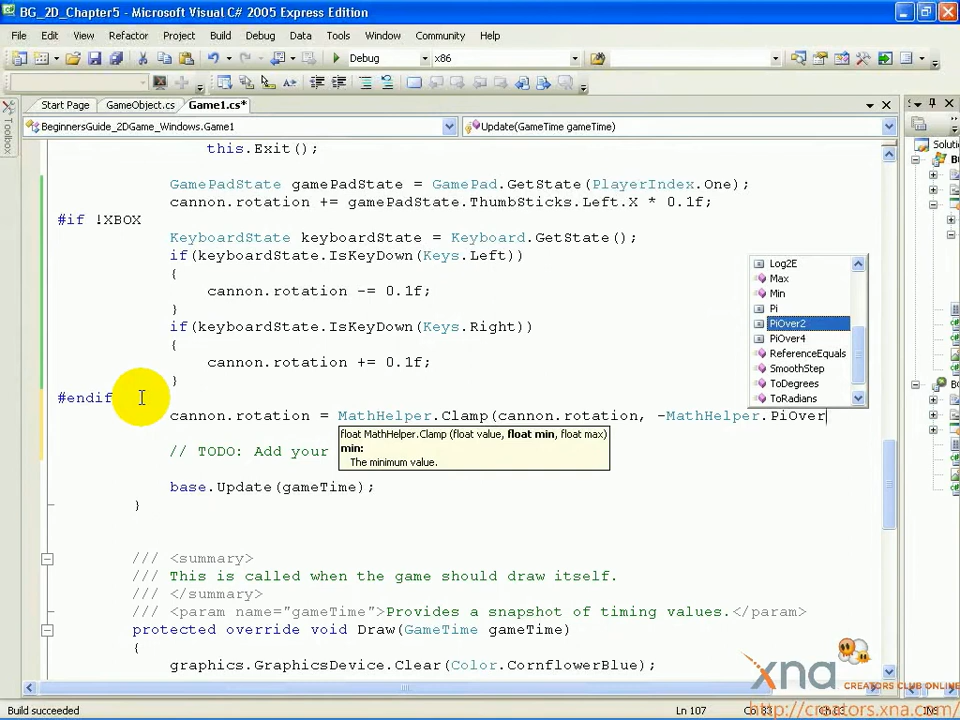 BG_2D_Chapter5 - Microsoft Visual C# 2005 Express Edition
File Edit View Refactor Project Build Debug Data Tools Window Community Help
Debug x86
Start Page GameObject.cs Game1.cs*
BeginnersGuide_2DGame_Windows.Game1 Update(GameTime gameTime)
Toolbox
Solutio
this.Exit();
GamePadState gamePadState = GamePad.GetState(PlayerIndex.One);
cannon.rotation += gamePadState.ThumbSticks.Left.X * 0.1f;
#if !XBOX
KeyboardState keyboardState = Keyboard.GetState();
if(keyboardState.IsKeyDown(Keys.Left))
{
cannon.rotation -= 0.1f;
}
if(keyboardState.IsKeyDown(Keys.Right))
{
cannon.rotation += 0.1f;
}
#endif
cannon.rotation = MathHelper.Clamp(cannon.rotation, -MathHelper.PiOver
Log2E
Max
Min
Pi
PiOver2
PiOver4
ReferenceEquals
SmoothStep
ToDegrees
ToRadians
float MathHelper.Clamp (float value, float min, float max)
min:
The minimum value.
// TODO: Add your
base.Update(gameTime);
}
/// <summary>
/// This is called when the game should draw itself.
/// </summary>
/// <param name="gameTime">Provides a snapshot of timing values.</param>
protected override void Draw(GameTime gameTime)
{
graphics.GraphicsDevice.Clear(Color.CornflowerBlue);
xna CREATORS CLUB ONLINE
http://creators.xna.com/
Build succeeded Ln 107 Col 83 INS